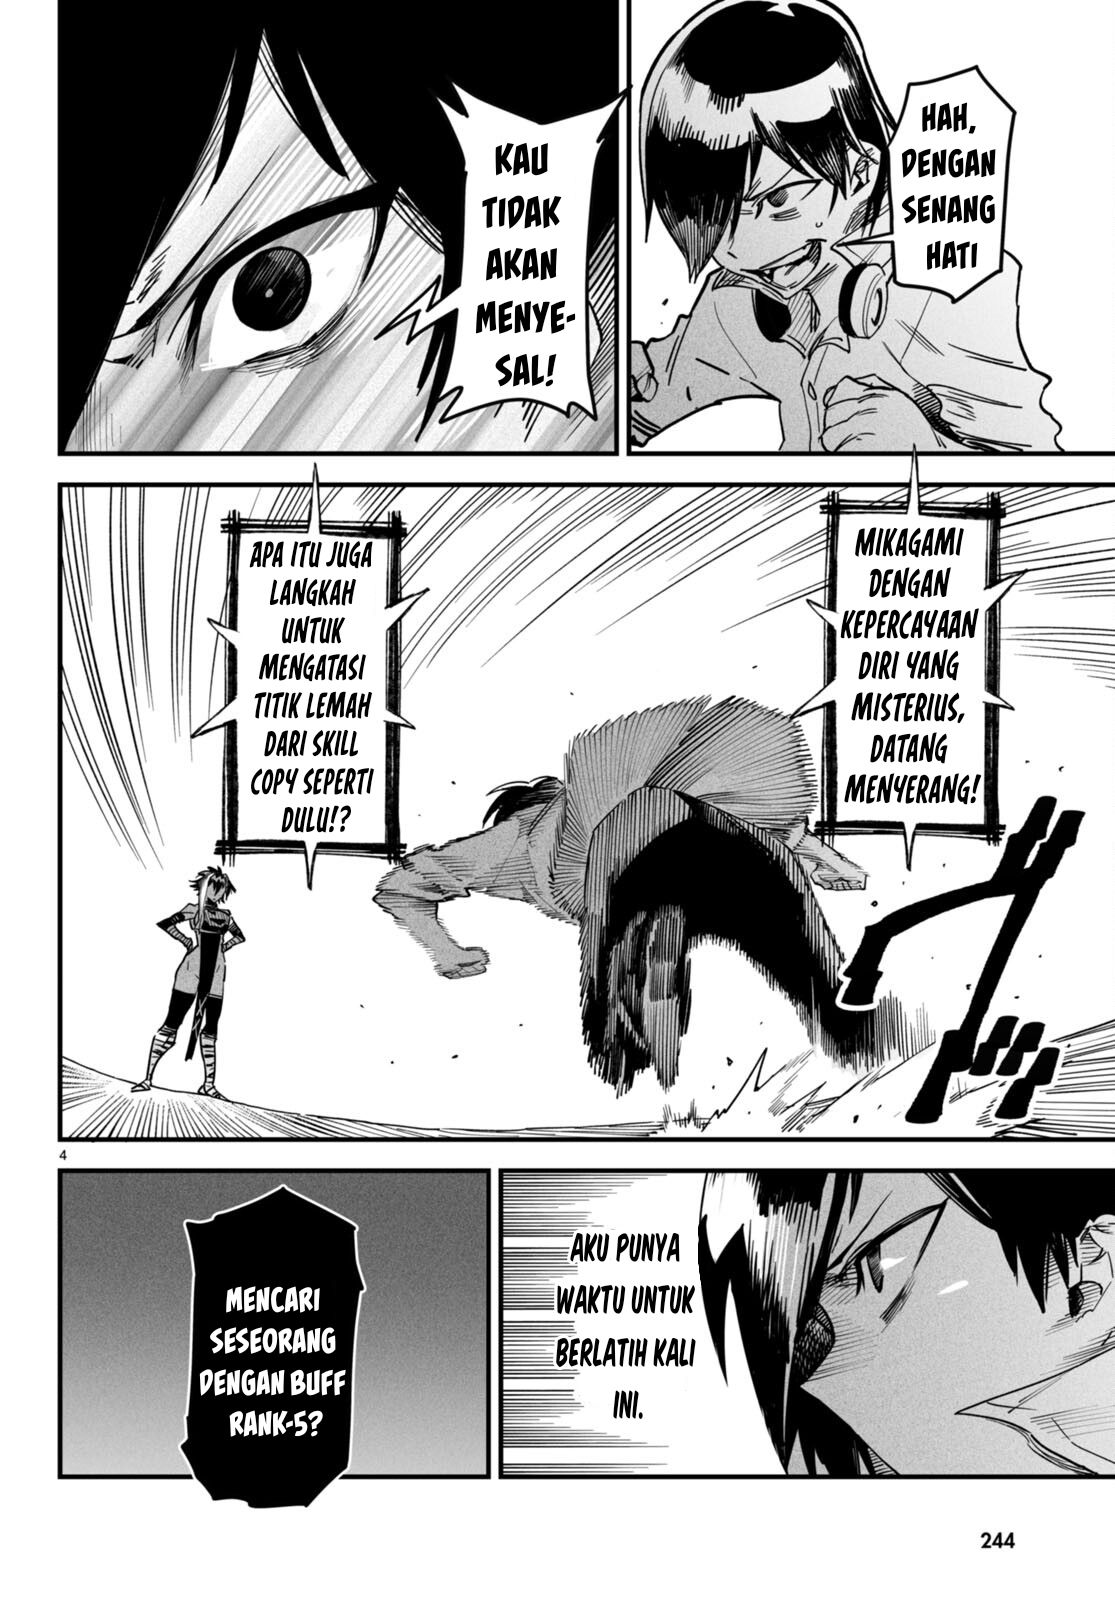 HAH,
DENGAN
SENANG
HATI
KAU
TIDAK
AKAN
MENYE-
SAL!
MIKAGAMI
DENGAN
KEPERCAYAAN
DIRI YANG
MISTERIUS,
DATANG
MENYERANG!
APA ITU JUGA
LANGKAH
UNTUK
MENGATASI
TITIK LEMAH
DARI SKILL
COPY SEPERTI
DULU!?
4
AKU PUNYA
WAKTU UNTUK
BERLATIH KALI
INI.
MENCARI
SESEORANG
DENGAN BUFF
RANK-5?
244